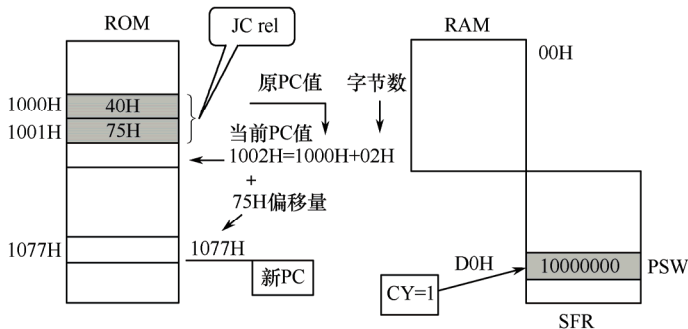 ROM
JC rel
RAM
00H
原PC值
字节数
1000H
40H
1001H
75H
当前PC值
1002H=1000H+02H
+
75H偏移量
1077H
1077H
新PC
D0H
10000000
PSW
CY=1
SFR